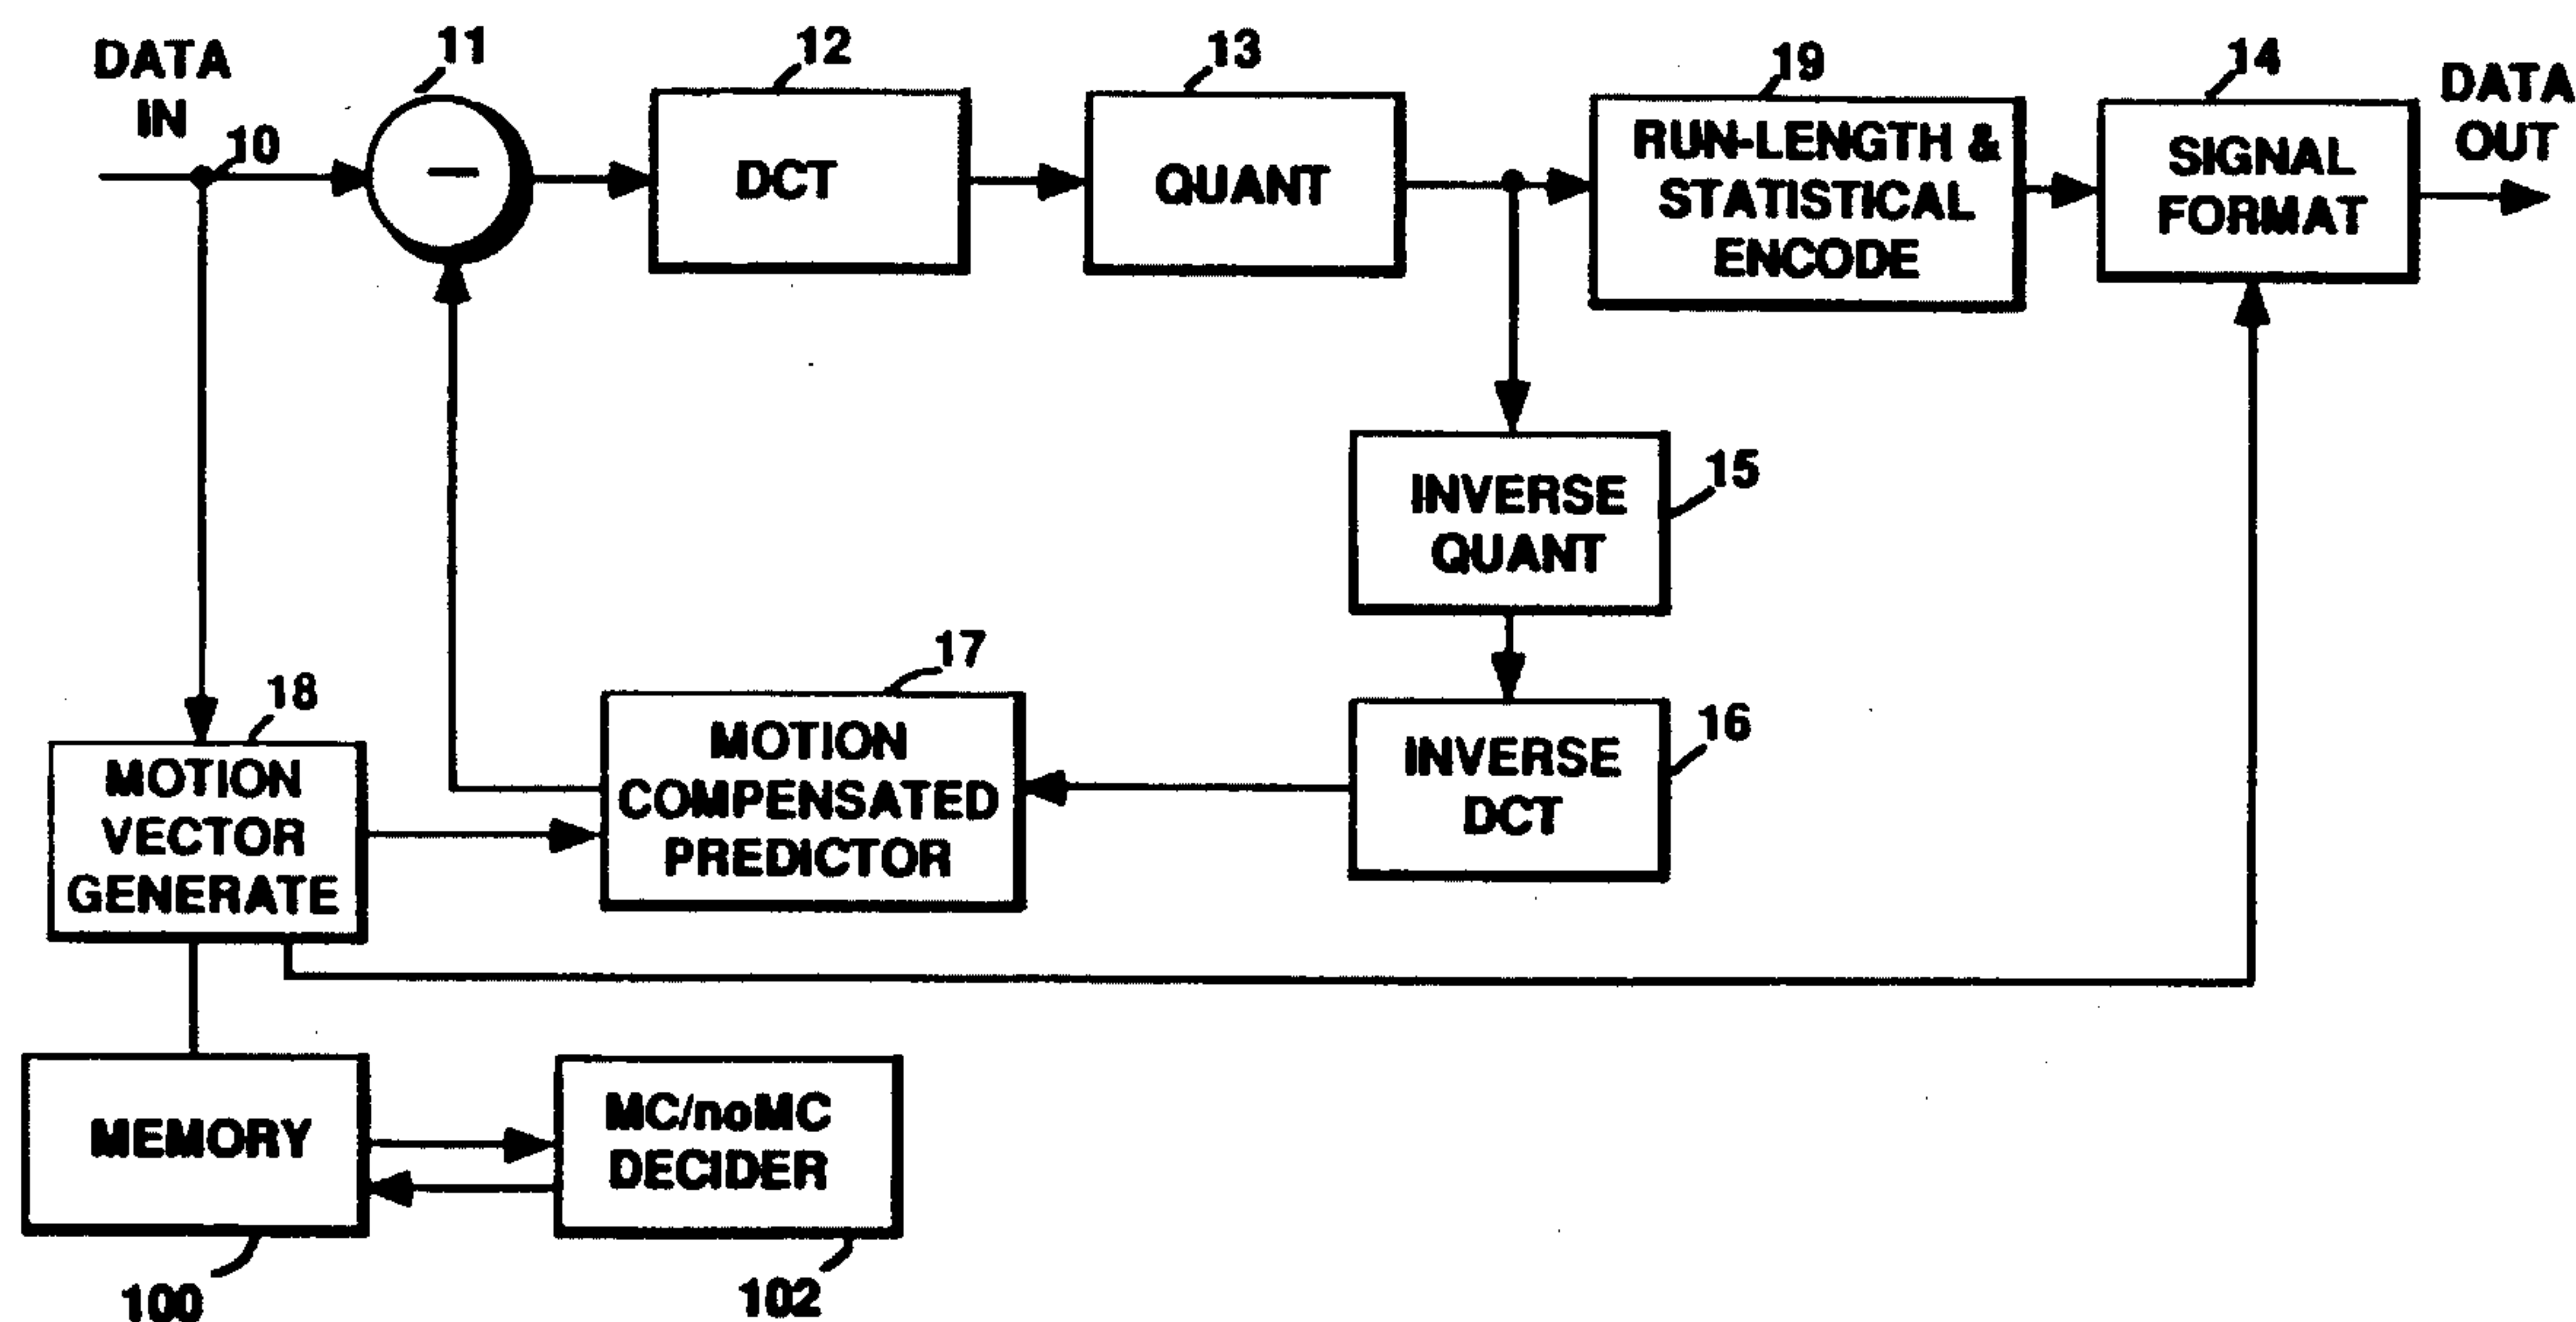 DATA
IN
10
11
12
DCT
13
QUANT
19
RUN-LENGTH &
STATISTICAL
ENCODE
14
SIGNAL
FORMAT
DATA
OUT
INVERSE
QUANT
15
INVERSE
DCT
16
17
MOTION
COMPENSATED
PREDICTOR
18
MOTION
VECTOR
GENERATE
MEMORY
100
MC/noMC
DECIDER
102